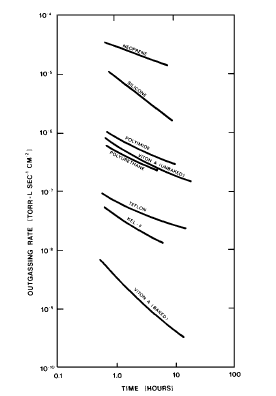 10⁻⁴
NEOPRENE
10⁻⁵
SILICONE
10⁻⁶
POLYIMIDE
VITON A (UNBAKED)
POLYURETHANE
10⁻⁷
TEFLON
KEL-F
10⁻⁸
VITON A (BAKED)
10⁻⁹
10⁻¹⁰
0.1 1.0 10 100
TIME (HOURS)
OUTGASSING RATE (TORR-L SEC⁻¹ CM⁻²)